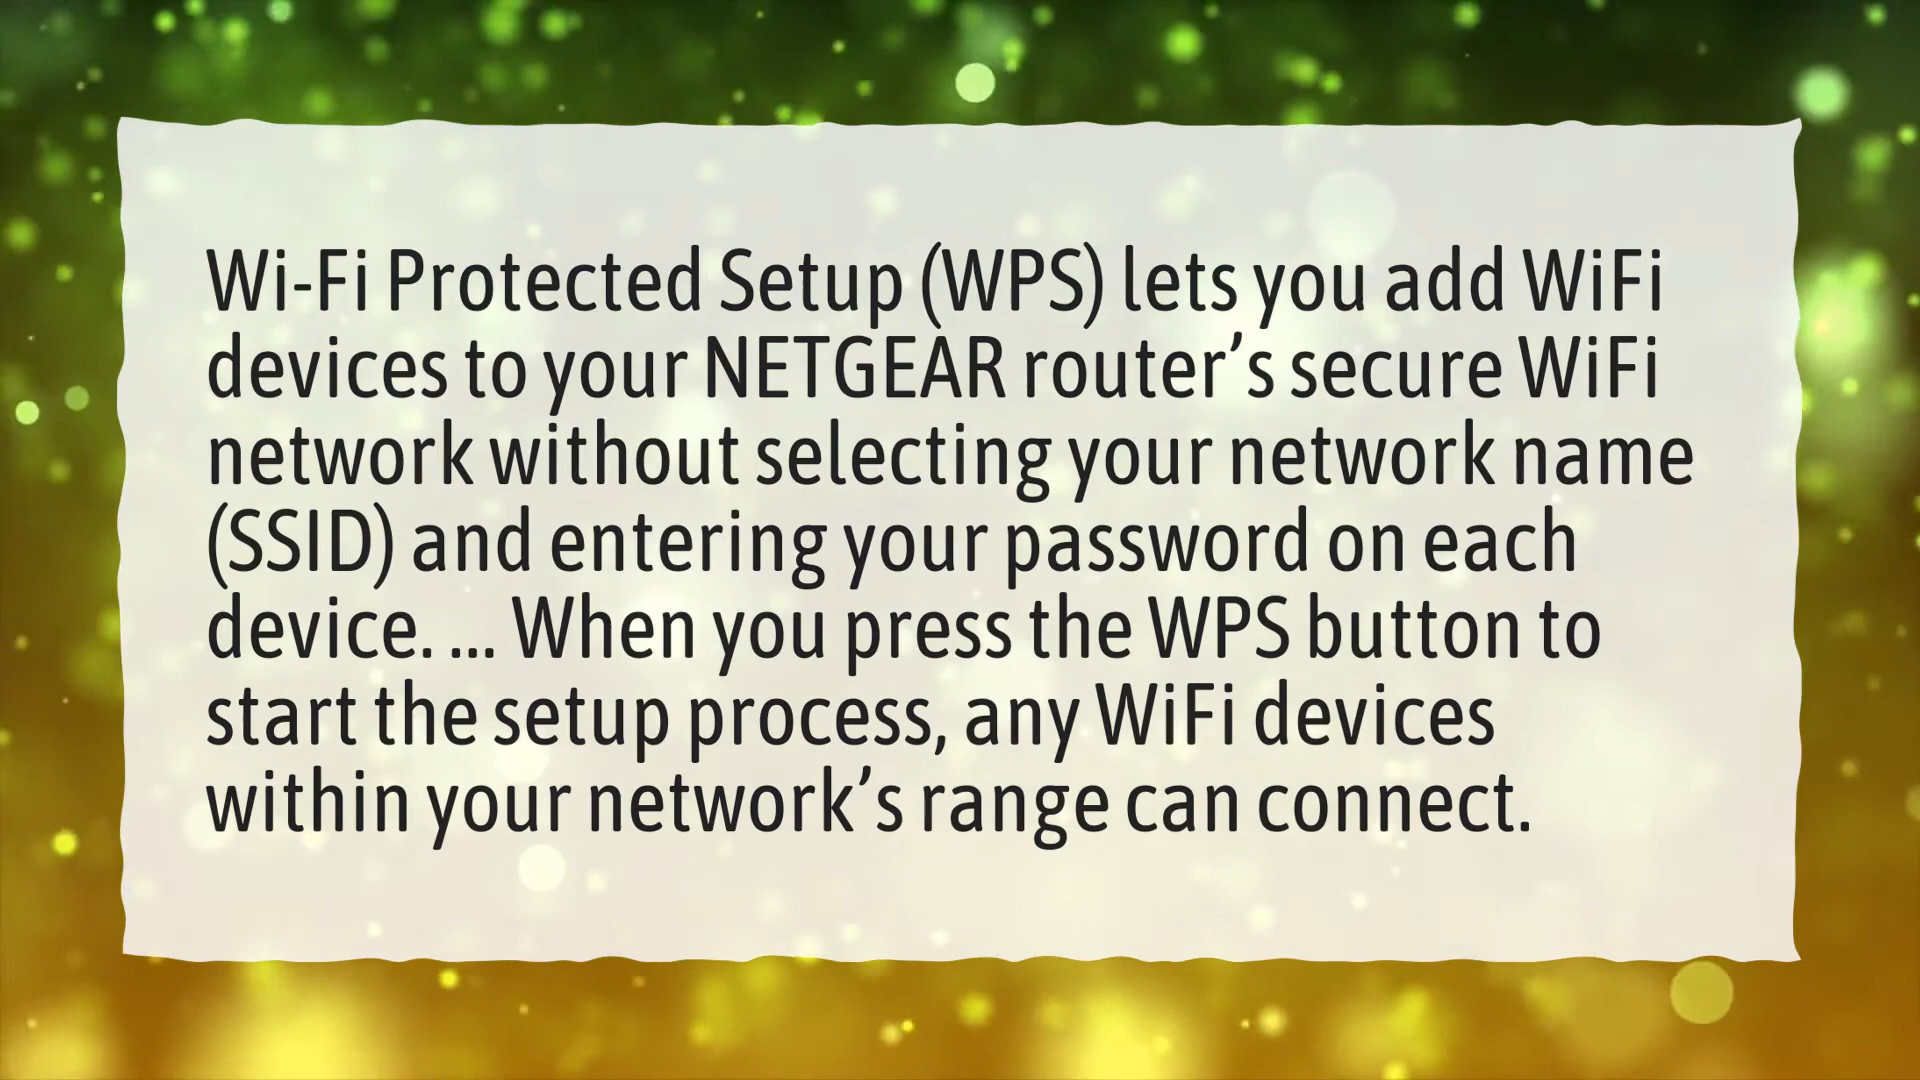 Wi-Fi Protected Setup (WPS) lets you add WiFi
devices to your NETGEAR router’s secure WiFi
network without selecting your network name
(SSID) and entering your password on each
device. ... When you press the WPS button to
start the setup process, any WiFi devices
within your network’s range can connect.